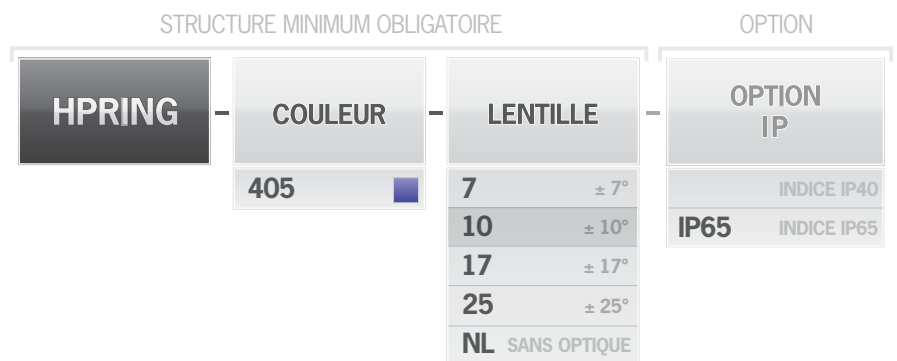 STRUCTURE MINIMUM OBLIGATOIRE
OPTION
HPRING - COULEUR - LENTILLE - OPTION IP
405
7 ± 7°
10 ± 10°
17 ± 17°
25 ± 25°
NL SANS OPTIQUE
INDICE IP40
IP65 INDICE IP65